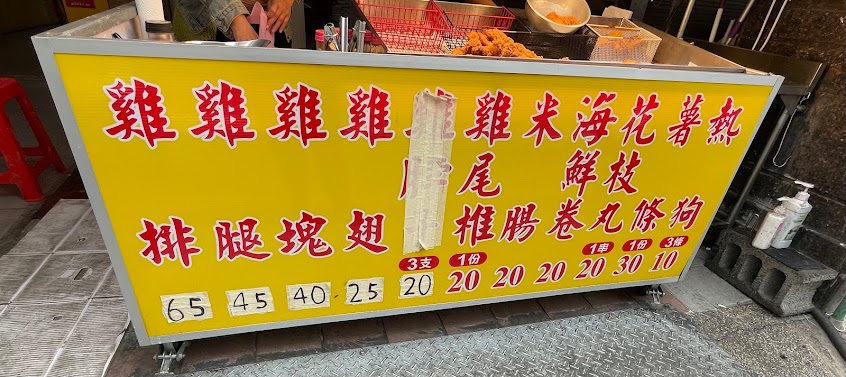 雞排
65
雞腿
45
雞塊
40
雞翅
25
3支
20
雞尾椎
1份
20
米腸
20
海鮮卷
20
花枝丸
1串
20
薯條
1份
30
熱狗
3條
10